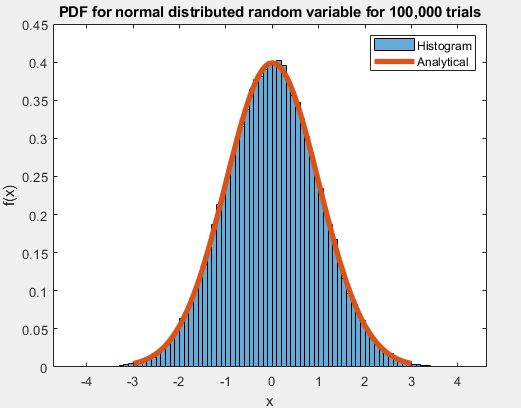 PDF for normal distributed random variable for 100,000 trials
Histogram
Analytical
0.45
0.4
0.35
0.3
0.25
0.2
0.15
0.1
0.05
0
f(x)
-4 -3 -2 -1 0 1 2 3 4
x